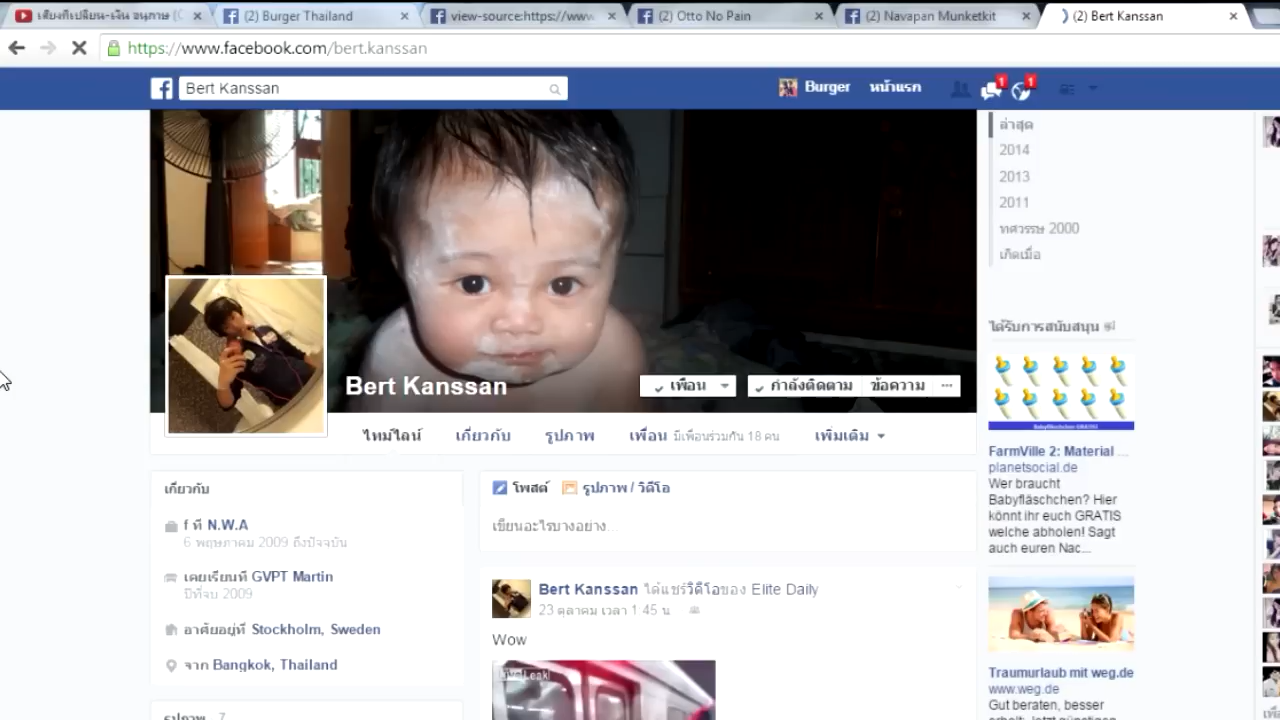 เสียงที่เปลี่ยน-เงิน อนุภาษ (C
(2) Burger Thailand
view-source:https://www
(2) Otto No Pain
(2) Navapan Munketkit
(2) Bert Kanssan
https://www.facebook.com/bert.kanssan
Bert Kanssan
Burger หน้าแรก
1 1
ล่าสุด
2014
2013
2011
ทศวรรษ 2000
เกิดเมื่อ
Bert Kanssan
เพื่อน
กำลังติดตาม
ข้อความ
ไทม์ไลน์ เกี่ยวกับ รูปภาพ เพื่อน มีเพื่อนร่วมกัน 18 คน เพิ่มเติม
เกี่ยวกับ
f ที่ N.W.A
6 พฤษภาคม 2009 ถึงปัจจุบัน
เคยเรียนที่ GVPT Martin
ปีที่จบ 2009
อาศัยอยู่ที่ Stockholm, Sweden
จาก Bangkok, Thailand
รูปภาพ 7
โพสต์ รูปภาพ / วิดีโอ
เขียนอะไรบางอย่าง...
Bert Kanssan ได้แชร์วิดีโอของ Elite Daily
23 ตุลาคม เวลา 1:45 น.
Wow
LiveLeak
ได้รับการสนับสนุน
FarmVille 2: Material ...
planetsocial.de
Wer braucht
Babyfläschchen? Hier
könnt ihr euch GRATIS
welche abholen! Sagt
auch euren Nac...
Traumurlaub mit weg.de
www.weg.de
Gut beraten, besser